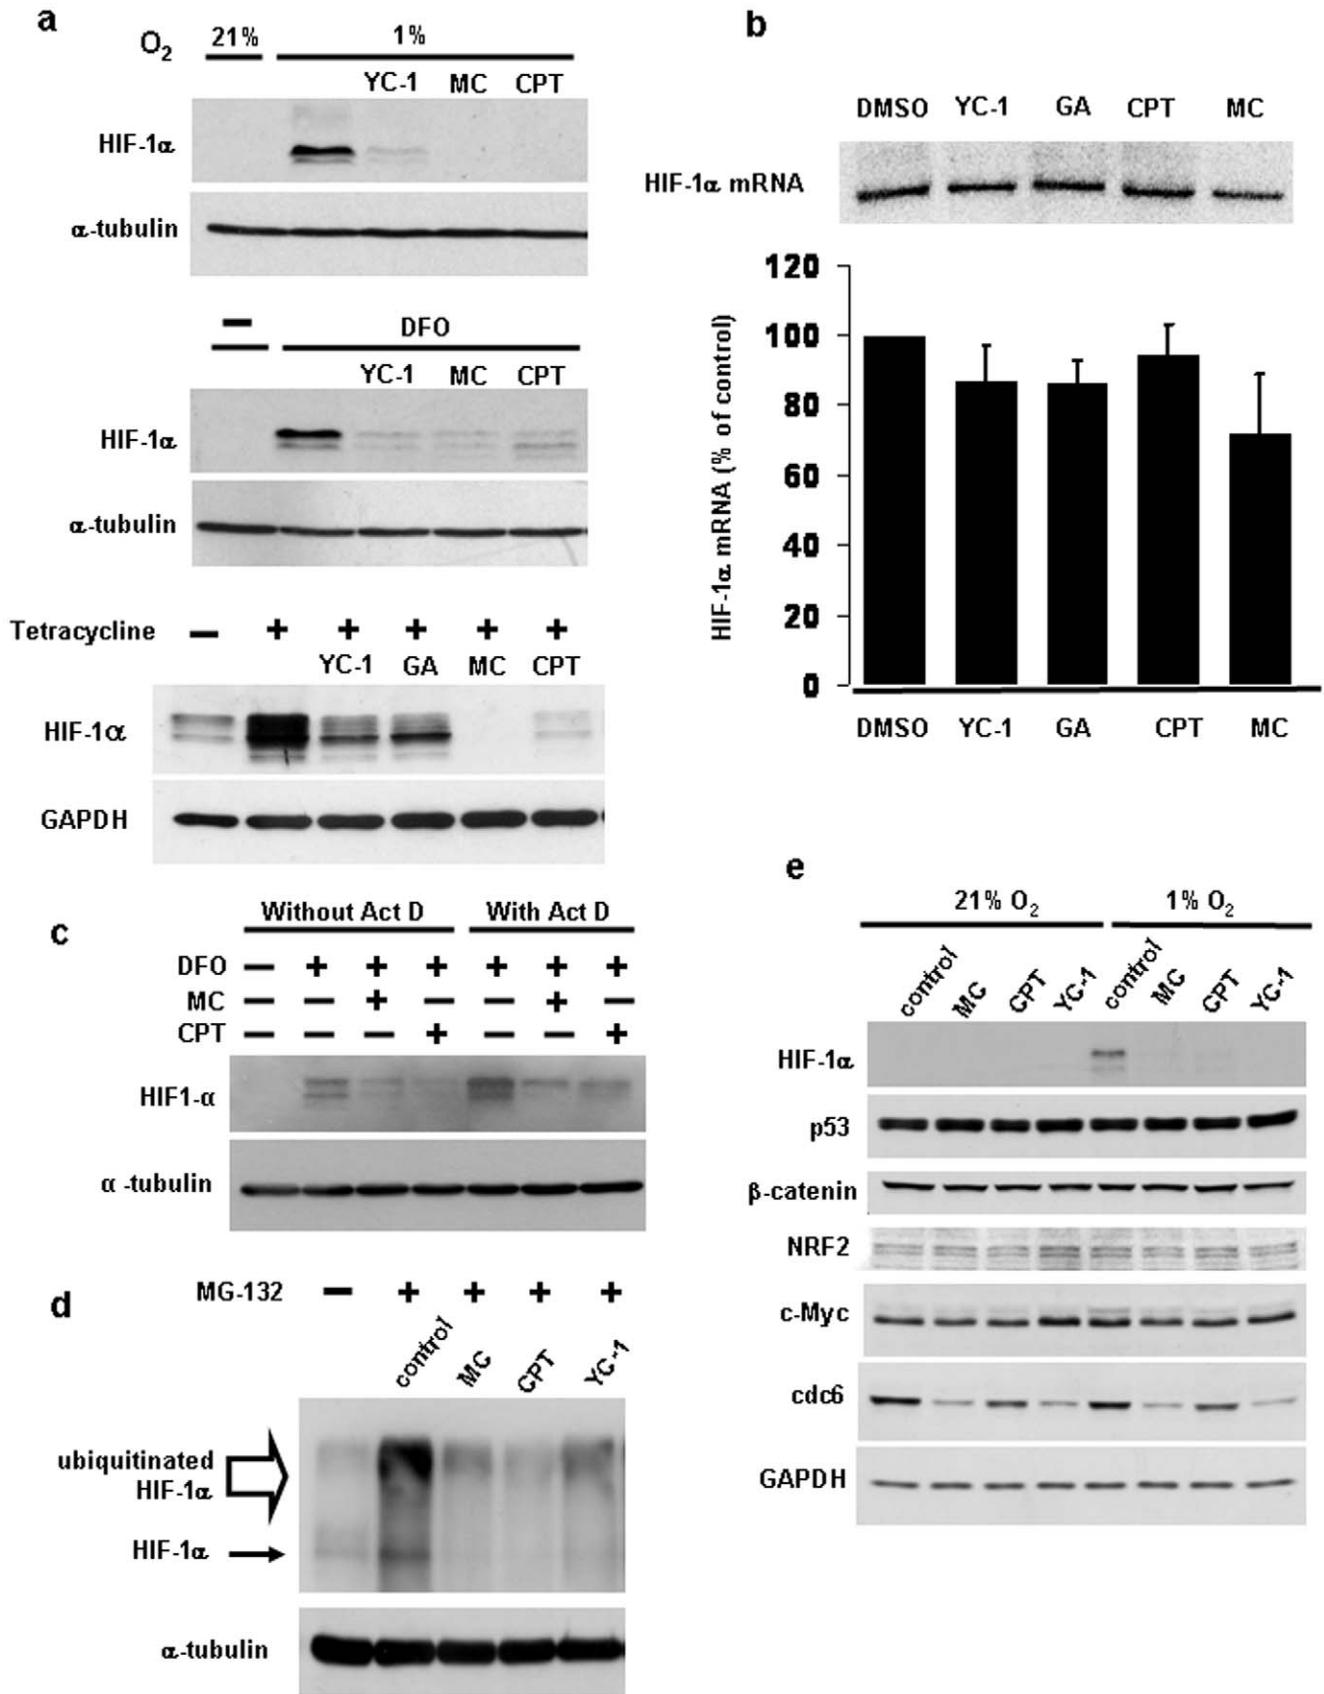 a
O2 21% 1%
YC-1 MC CPT
HIF-1α
α-tubulin
− DFO
YC-1 MC CPT
HIF-1α
α-tubulin
Tetracycline − + + + + +
YC-1 GA MC CPT
HIF-1α
GAPDH
b
DMSO YC-1 GA CPT MC
HIF-1α mRNA
HIF-1α mRNA (% of control)
120
100
80
60
40
20
0
DMSO YC-1 GA CPT MC
c
Without Act D With Act D
DFO − + + + + + +
MC − − + − − + −
CPT − − − + − − +
HIF1-α
α -tubulin
d
MG-132 − + + + +
control MC CPT YC-1
ubiquitinated
HIF-1α
HIF-1α
α-tubulin
e
21% O2 1% O2
control MC CPT YC-1 control MC CPT YC-1
HIF-1α
p53
β-catenin
NRF2
c-Myc
cdc6
GAPDH